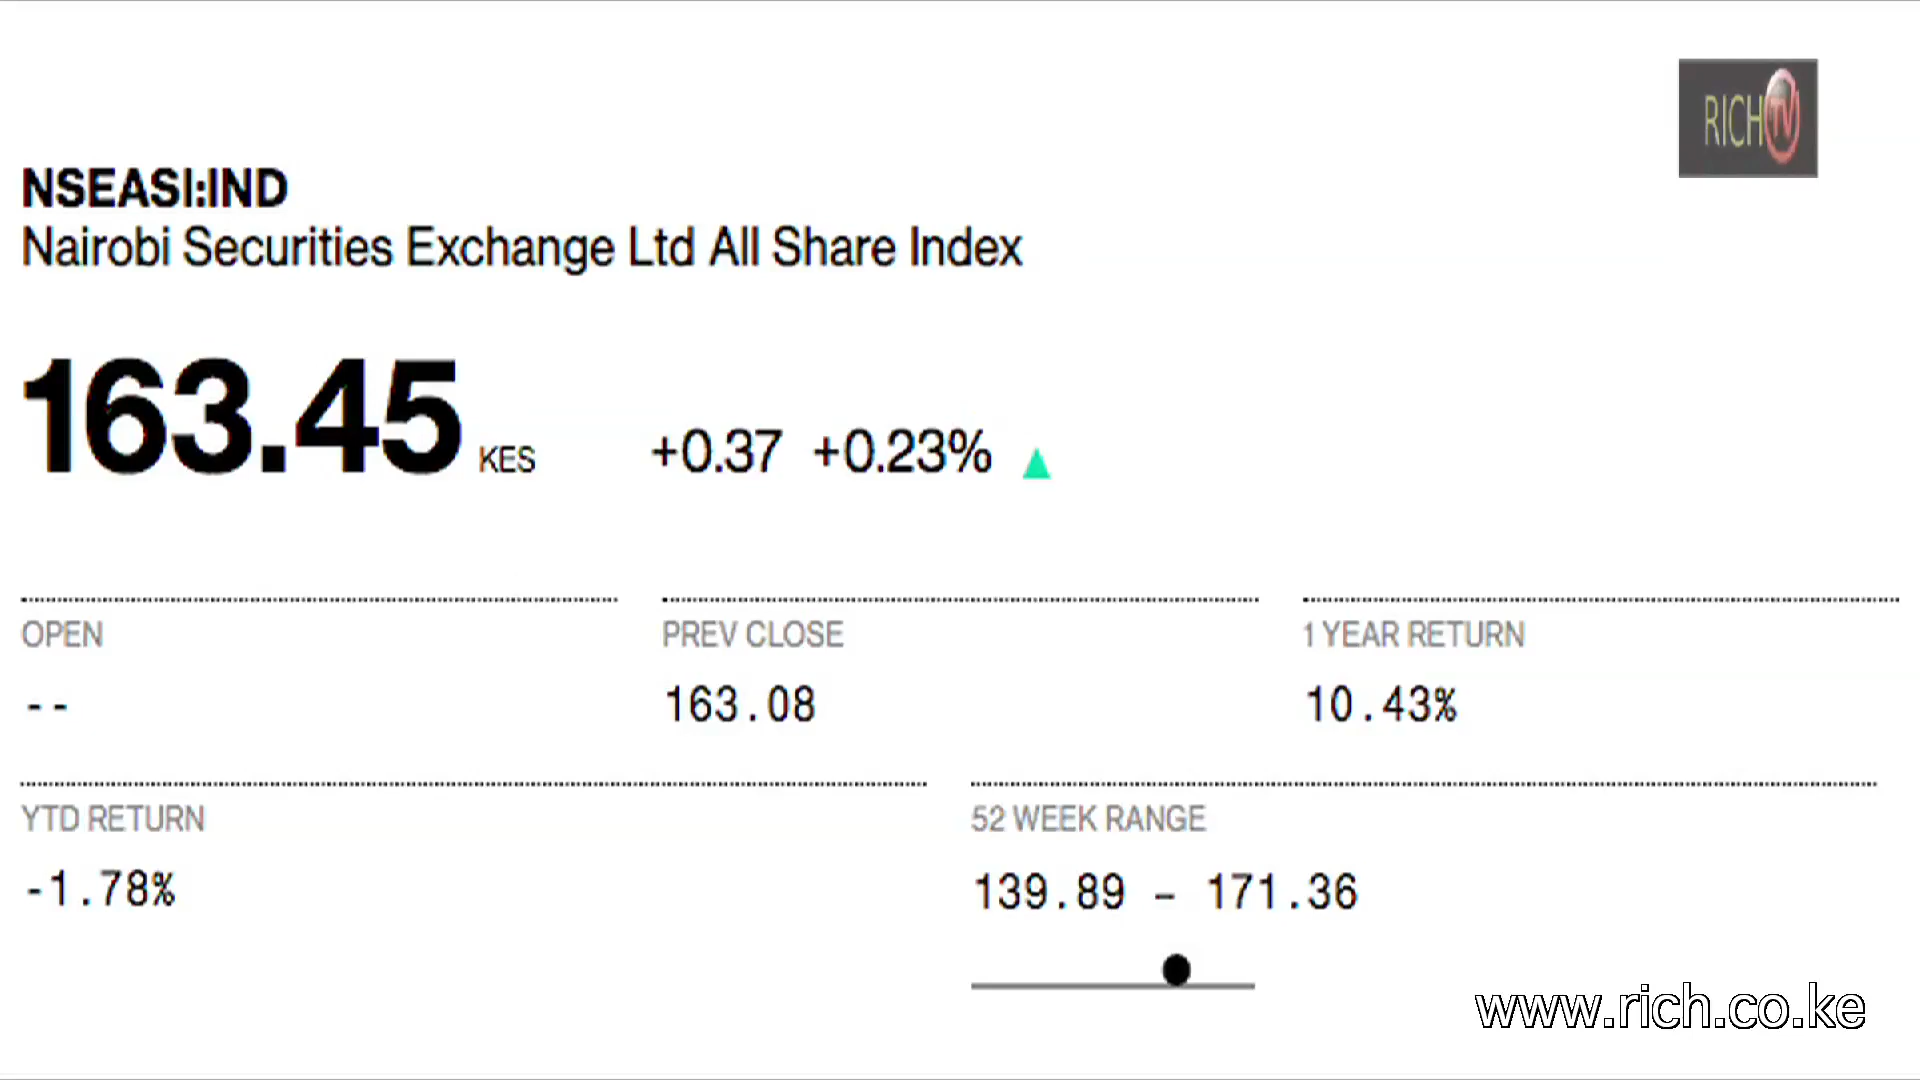 RICH TV
NSEASI:IND
Nairobi Securities Exchange Ltd All Share Index
163.45 KES +0.37 +0.23% ▲
OPEN PREV CLOSE 1 YEAR RETURN
-- 163.08 10.43%
YTD RETURN 52 WEEK RANGE
-1.78% 139.89 – 171.36
www.rich.co.ke